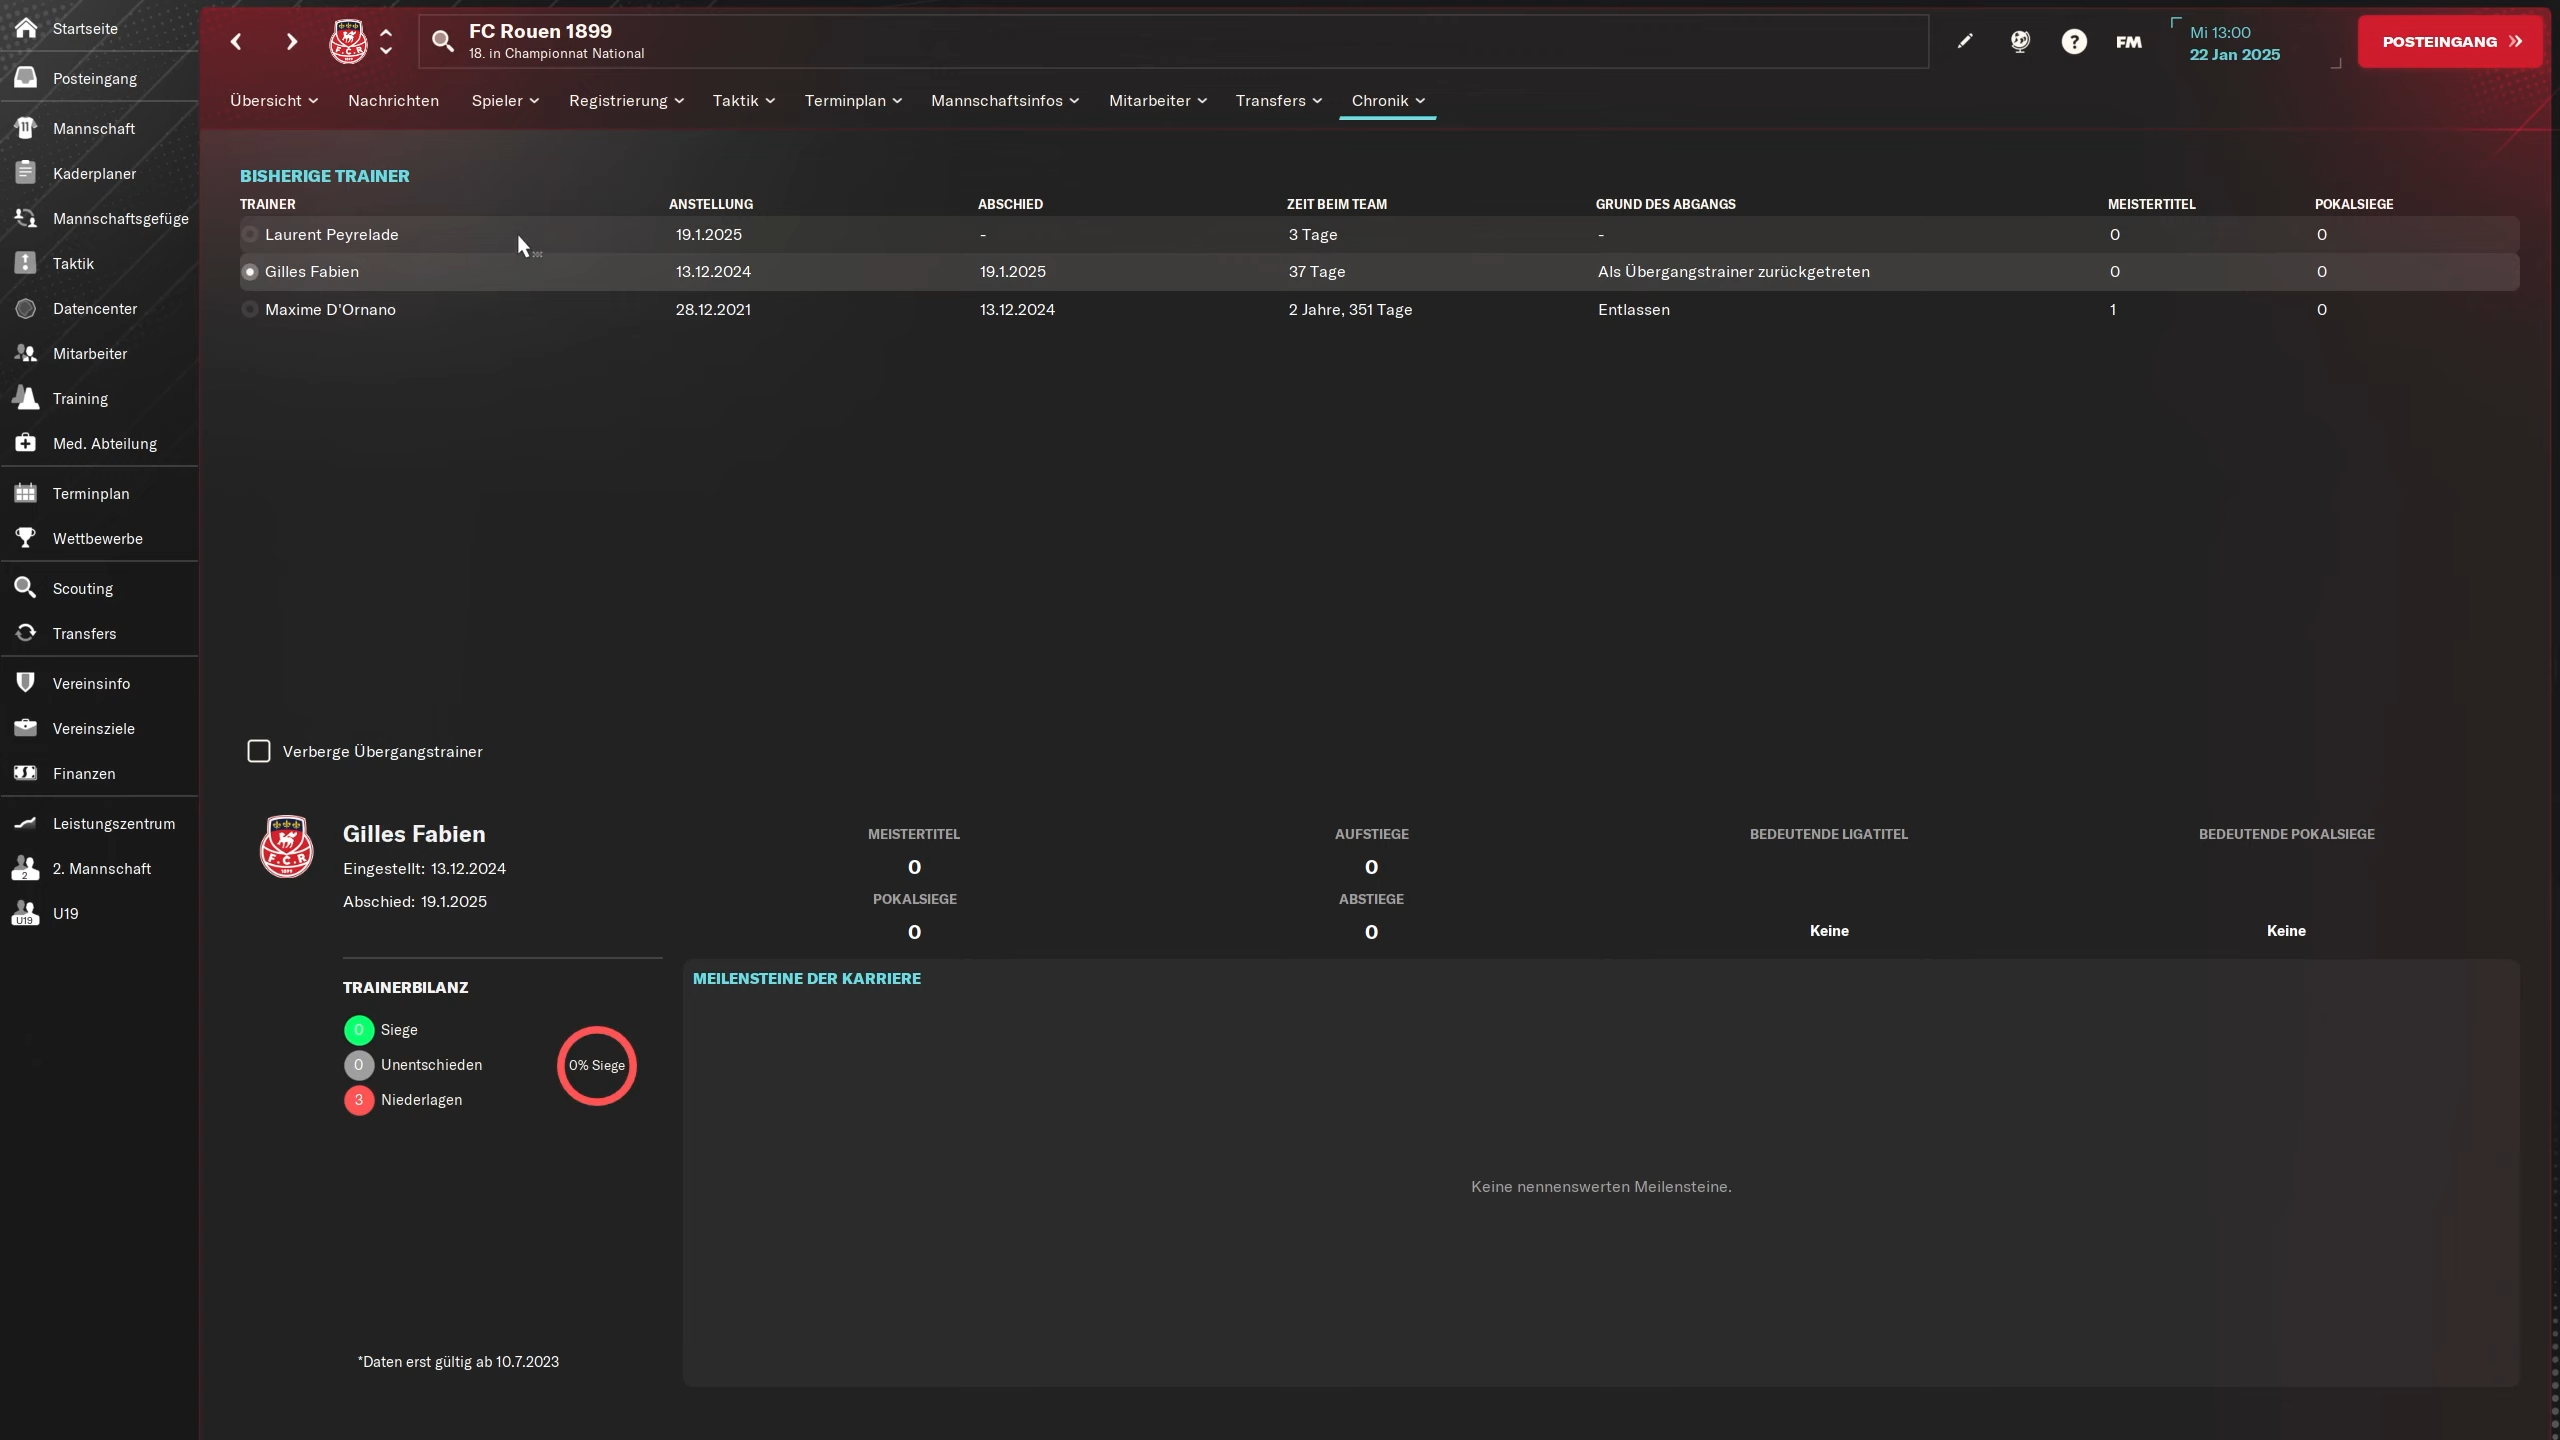 Startseite
Posteingang
Mannschaft
Kaderplaner
Mannschaftsgefüge
Taktik
Datencenter
Mitarbeiter
Training
Med. Abteilung
Terminplan
Wettbewerbe
Scouting
Transfers
Vereinsinfo
Vereinsziele
Finanzen
Leistungszentrum
2 2. Mannschaft
U19 U19
FC Rouen 1899
18. in Championnat National
? FM
Mi 13:00
22 Jan 2025
POSTEINGANG
Übersicht Nachrichten Spieler Registrierung Taktik Terminplan Mannschaftsinfos Mitarbeiter Transfers Chronik
BISHERIGE TRAINER
TRAINER ANSTELLUNG ABSCHIED ZEIT BEIM TEAM GRUND DES ABGANGS MEISTERTITEL POKALSIEGE
Laurent Peyrelade 19.1.2025 - 3 Tage - 0 0
Gilles Fabien 13.12.2024 19.1.2025 37 Tage Als Übergangstrainer zurückgetreten 0 0
Maxime D'Ornano 28.12.2021 13.12.2024 2 Jahre, 351 Tage Entlassen 1 0
Verberge Übergangstrainer
F.C.R
1899
Gilles Fabien
Eingestellt: 13.12.2024
Abschied: 19.1.2025
MEISTERTITEL AUFSTIEGE BEDEUTENDE LIGATITEL BEDEUTENDE POKALSIEGE
0 0
POKALSIEGE ABSTIEGE
0 0 Keine Keine
TRAINERBILANZ
0 Siege
0 Unentschieden
3 Niederlagen
0% Siege
*Daten erst gültig ab 10.7.2023
MEILENSTEINE DER KARRIERE
Keine nennenswerten Meilensteine.